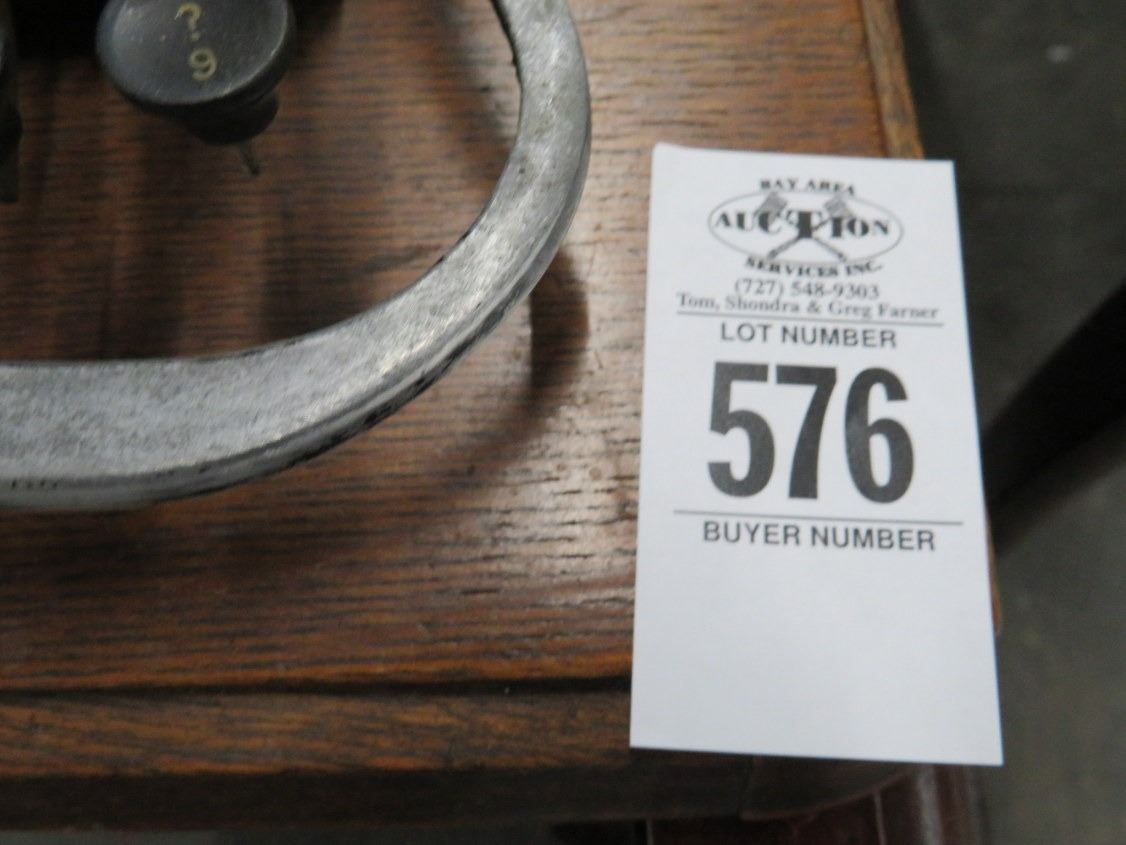 ?
9
BAY AREA
AUCTION
SERVICES INC.
(727) 548-9303
Tom, Shondra & Greg Farner
LOT NUMBER
576
BUYER NUMBER